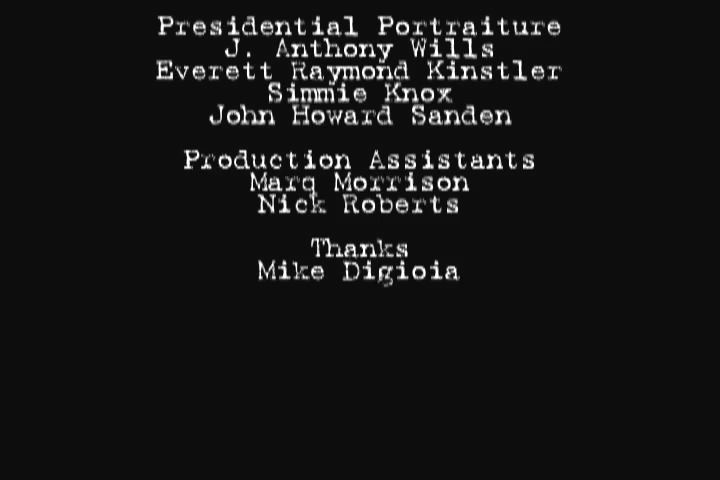 Presidential Portraiture
J. Anthony Wills
Everett Raymond Kinstler
Simmie Knox
John Howard Sanden
Production Assistants
Marq Morrison
Nick Roberts
Thanks
Mike Digioia